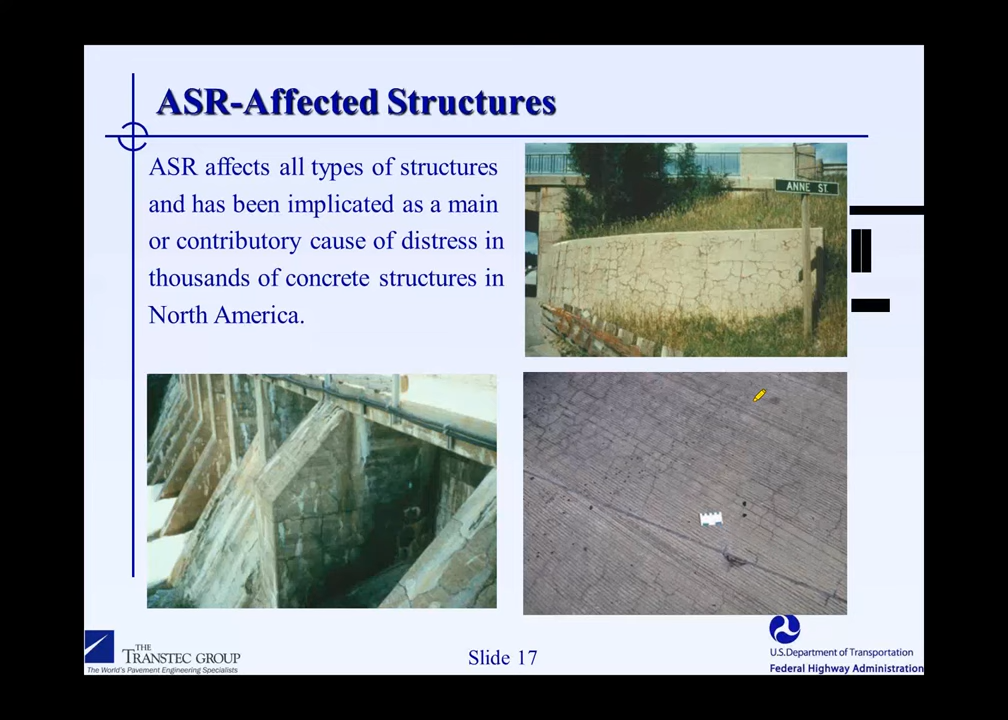 ASR-Affected Structures
ASR affects all types of structures
and has been implicated as a main
or contributory cause of distress in
thousands of concrete structures in
North America.
ANNE ST.
THE
TRANSTEC GROUP
The World's Pavement Engineering Specialists
Slide 17
U.S.Department of Transportation
Federal Highway Administration